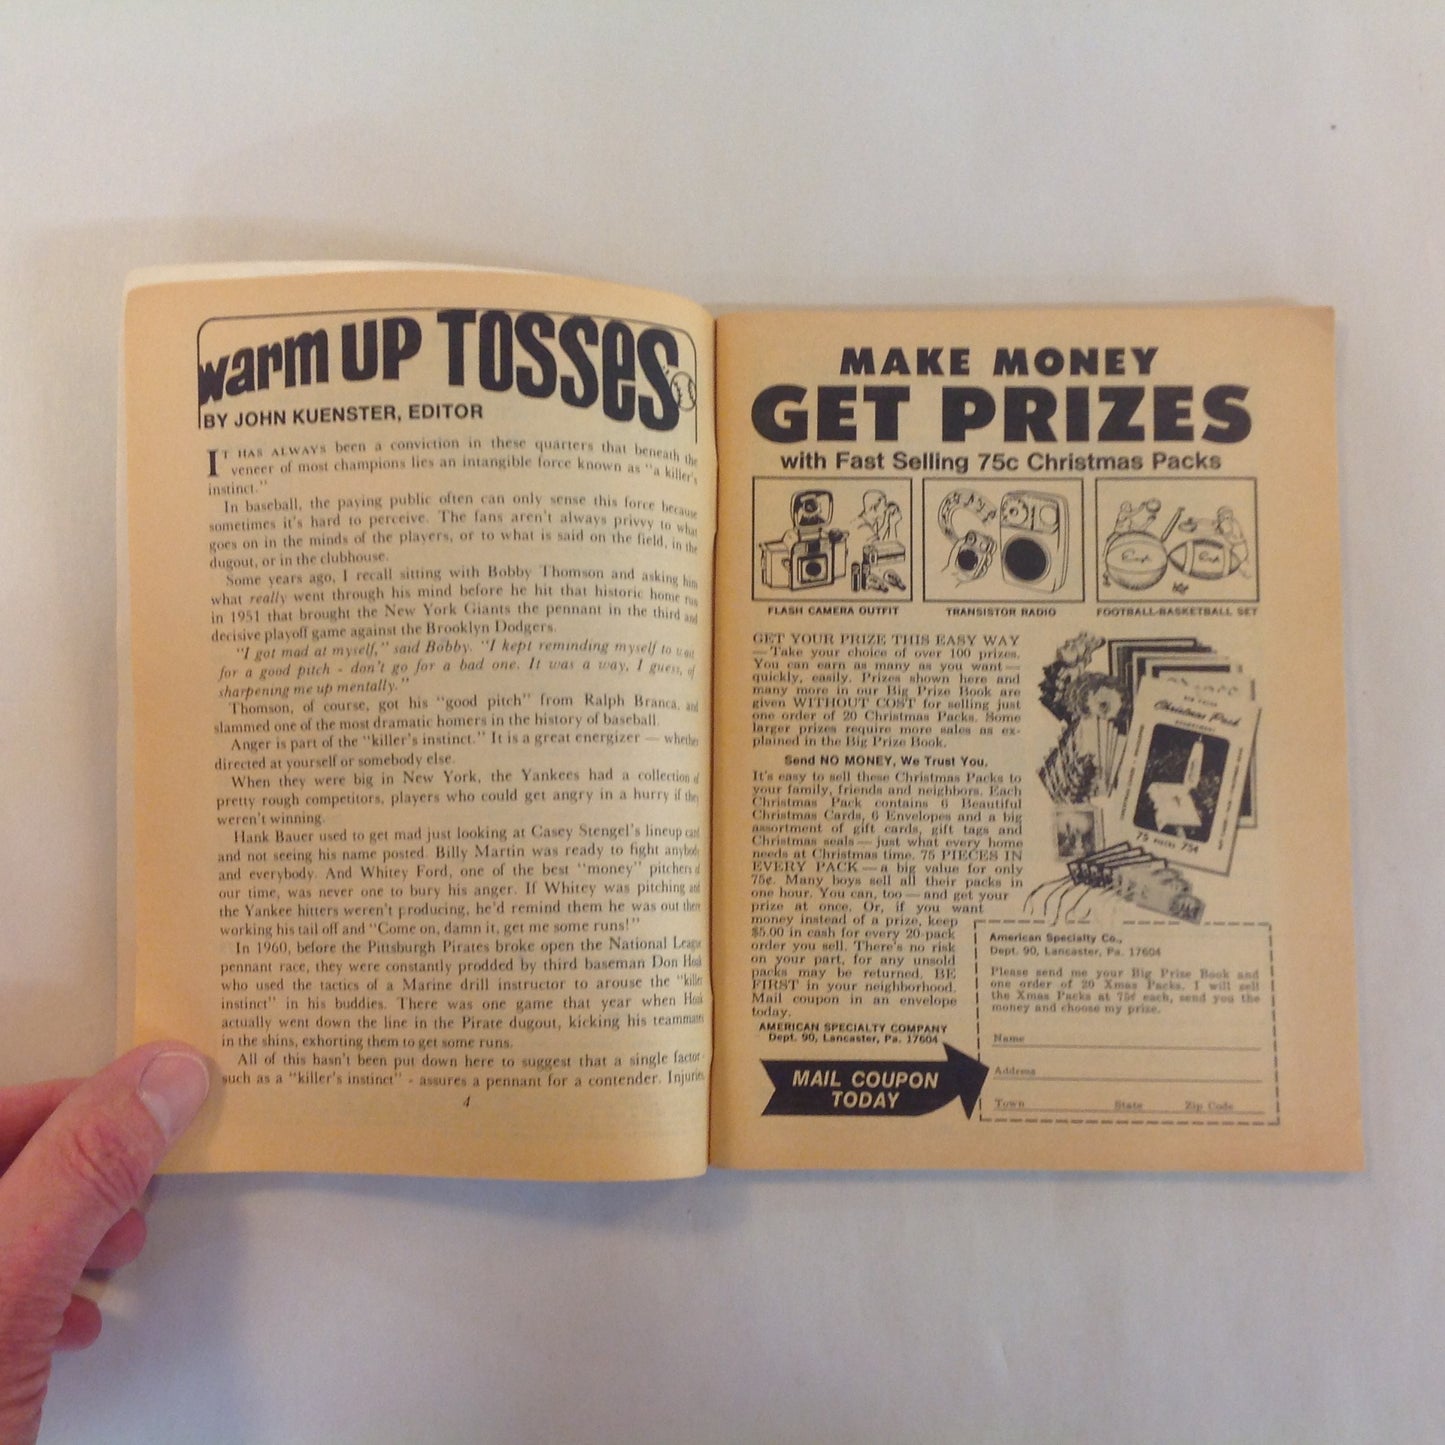 warm UP TOSSES
BY JOHN KUENSTER, EDITOR
IT HAS ALWAYS been a conviction in these quarters that beneath the
veneer of most champions lies an intangible force known as "a killer's
instinct."
In baseball, the paying public often can only sense this force because
sometimes it's hard to perceive. The fans aren't always privvy to what
goes on in the minds of the players, or to what is said on the field, in the
dugout, or in the clubhouse.
Some years ago, I recall sitting with Bobby Thomson and asking him
what really went through his mind before he hit that historic home run
in 1951 that brought the New York Giants the pennant in the third and
decisive playoff game against the Brooklyn Dodgers.
"I got mad at myself," said Bobby. "I kept reminding myself to wait
for a good pitch - don't go for a bad one. It was a way, I guess, of
sharpening me up mentally."
Thomson, of course, got his "good pitch" from Ralph Branca, and
slammed one of the most dramatic homers in the history of baseball.
Anger is part of the "killer's instinct." It is a great energizer — whether
directed at yourself or somebody else.
When they were big in New York, the Yankees had a collection of
pretty rough competitors, players who could get angry in a hurry if they
weren't winning.
Hank Bauer used to get mad just looking at Casey Stengel's lineup card
and not seeing his name posted. Billy Martin was ready to fight anybody
and everybody. And Whitey Ford, one of the best "money" pitchers of
our time, was never one to bury his anger. If Whitey was pitching and
the Yankee hitters weren't producing, he'd remind them he was out there
working his tail off and "Come on, damn it, get me some runs!"
In 1960, before the Pittsburgh Pirates broke open the National League
pennant race, they were constantly prodded by third baseman Don Hoak
who used the tactics of a Marine drill instructor to arouse the "killer
instinct" in his buddies. There was one game that year when Hoak
actually went down the line in the Pirate dugout, kicking his teammates
in the shins, exhorting them to get some runs.
All of this hasn't been put down here to suggest that a single factor -
such as a "killer's instinct" - assures a pennant for a contender. Injuries,
4
MAKE MONEY
GET PRIZES
with Fast Selling 75c Christmas Packs
FLASH CAMERA OUTFIT
TRANSISTOR RADIO
FOOTBALL-BASKETBALL SET
GET YOUR PRIZE THIS EASY WAY
— Take your choice of over 100 prizes.
You can earn as many as you want —
quickly, easily. Prizes shown here and
many more in our Big Prize Book are
given WITHOUT COST for selling just
one order of 20 Christmas Packs. Some
larger prizes require more sales as ex-
plained in the Big Prize Book.
Send NO MONEY, We Trust You.
It's easy to sell these Christmas Packs to
your family, friends and neighbors. Each
Christmas Pack contains 6 Beautiful
Christmas Cards, 6 Envelopes and a big
assortment of gift cards, gift tags and
Christmas seals — just what every home
needs at Christmas time. 75 PIECES IN
EVERY PACK — a big value for only
75¢. Many boys sell all their packs in
one hour. You can, too — and get your
prize at once. Or, if you want
money instead of a prize, keep
$5.00 in cash for every 20-pack
order you sell. There's no risk
on your part, for any unsold
packs may be returned. BE
FIRST in your neighborhood.
Mail coupon in an envelope
today.
AMERICAN SPECIALTY COMPANY
Dept. 90, Lancaster, Pa. 17604
MAIL COUPON
TODAY
Christmas Pack
75 PIECES 75¢
American Specialty Co.,
Dept. 90, Lancaster, Pa. 17604
Please send me your Big Prize Book and
one order of 20 Xmas Packs. I will sell
the Xmas Packs at 75¢ each, send you the
money and choose my prize.
Name
Address
Town State Zip Code